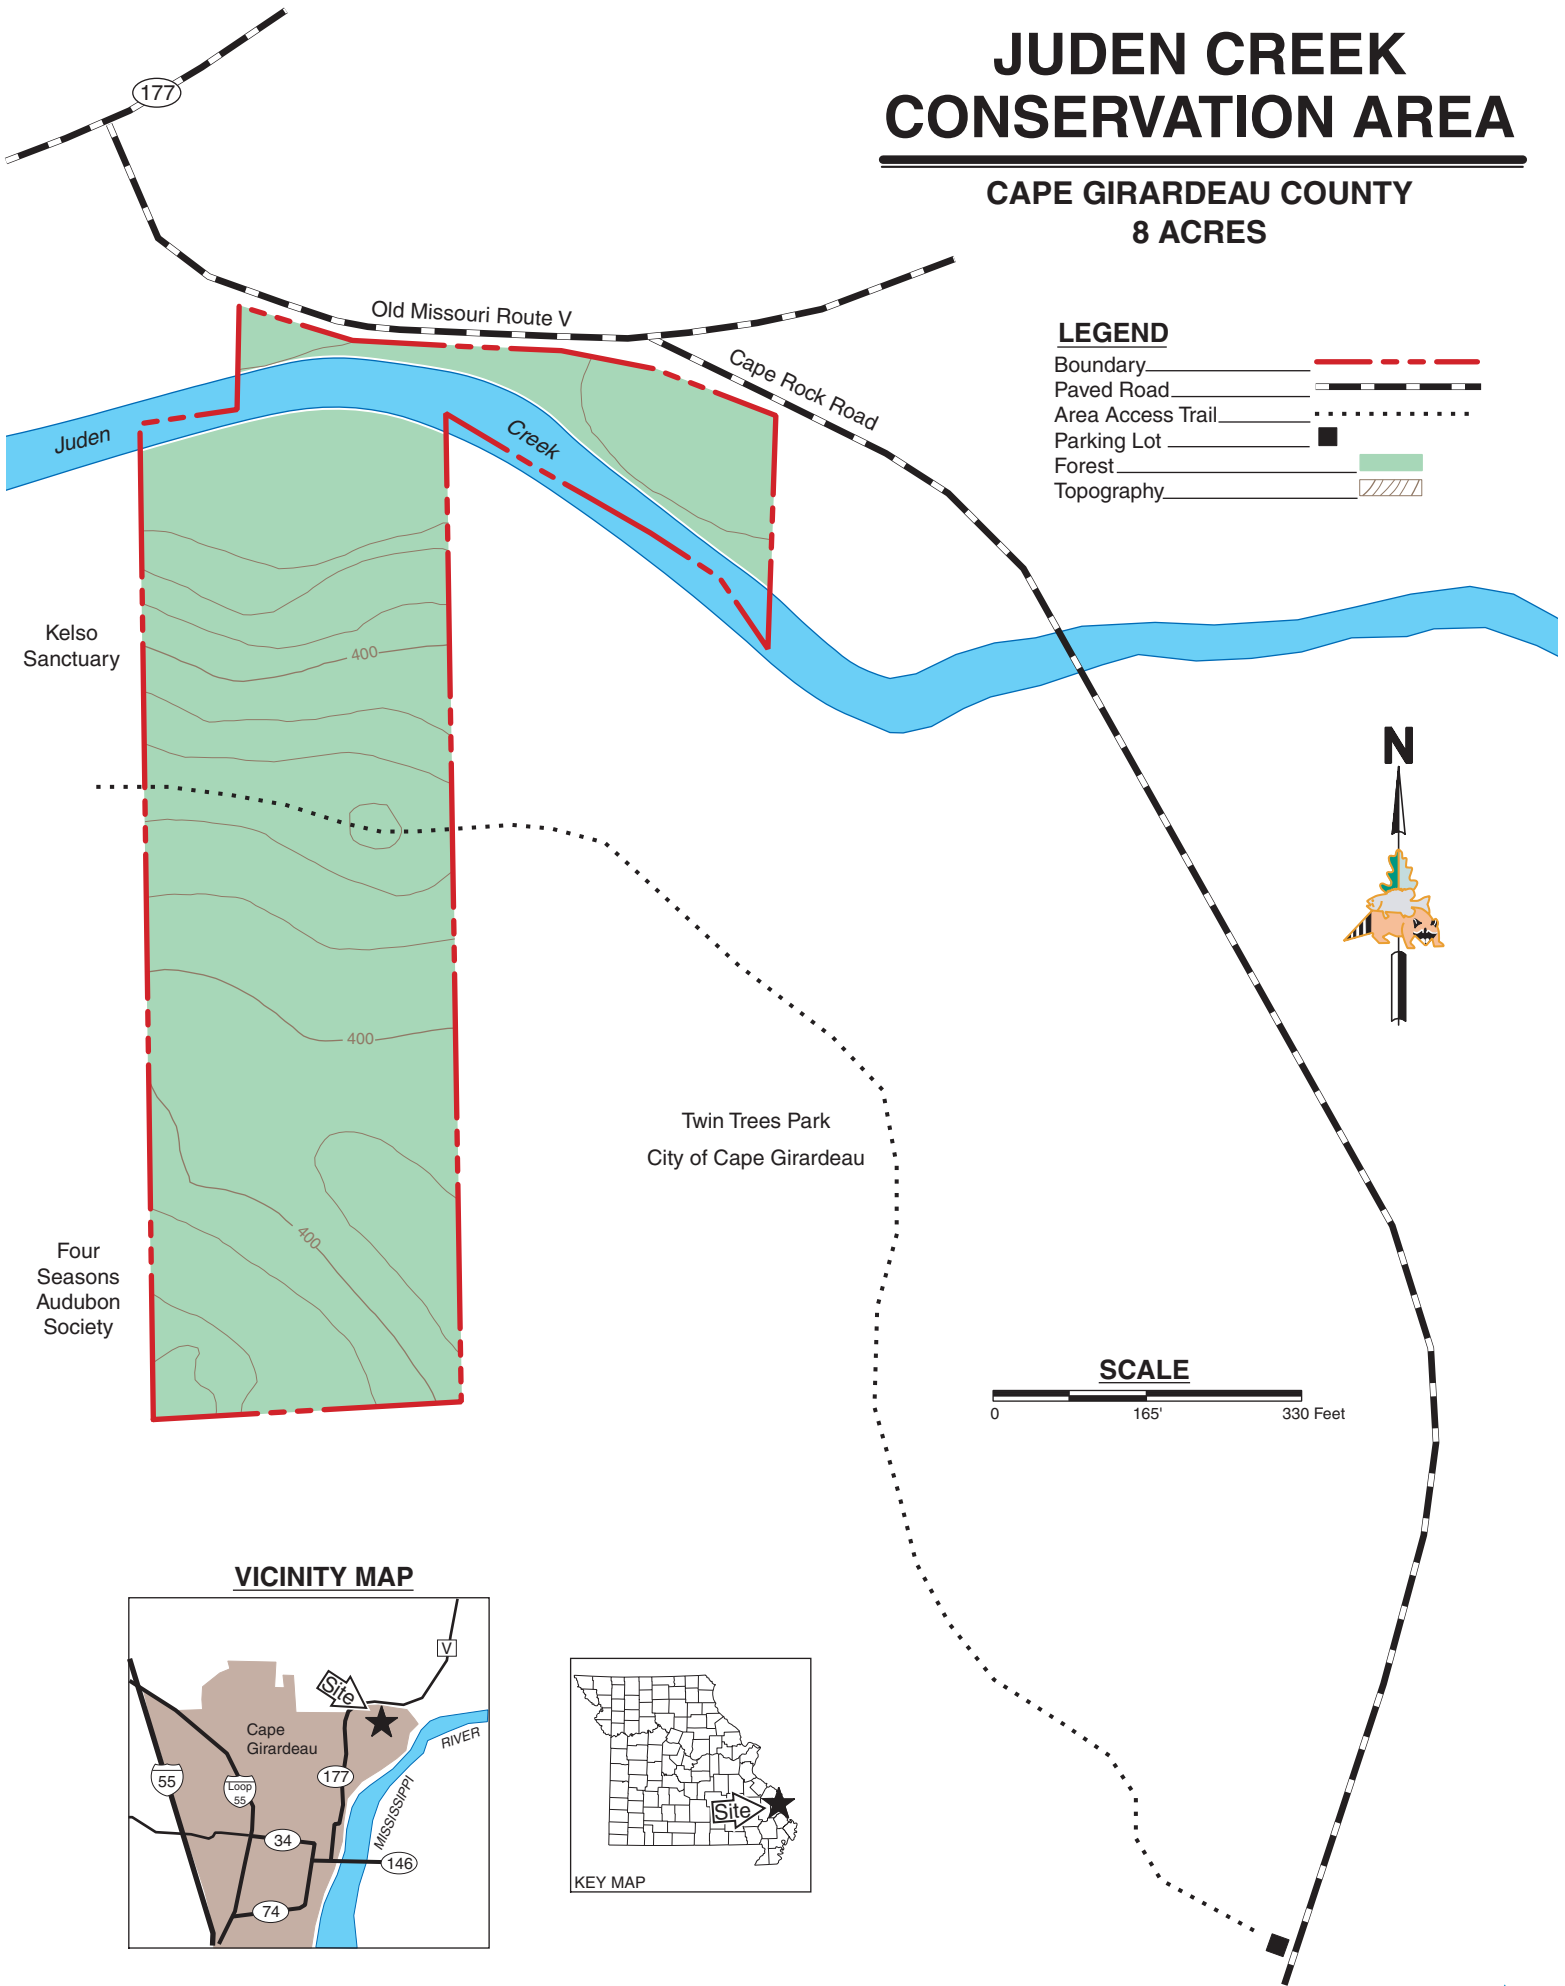 JUDEN CREEK
CONSERVATION AREA
CAPE GIRARDEAU COUNTY
8 ACRES
177
Old Missouri Route V
Cape Rock Road
LEGEND
Boundary
Paved Road
Area Access Trail
Parking Lot
Forest
Topography
Juden
Creek
Kelso
Sanctuary
400
N
400
Twin Trees Park
City of Cape Girardeau
400
Four
Seasons
Audubon
Society
SCALE
0
165'
330 Feet
VICINITY MAP
V
Site
Cape
Girardeau
RIVER
MISSISSIPPI
55
Loop
55
177
34
146
74
Site
KEY MAP